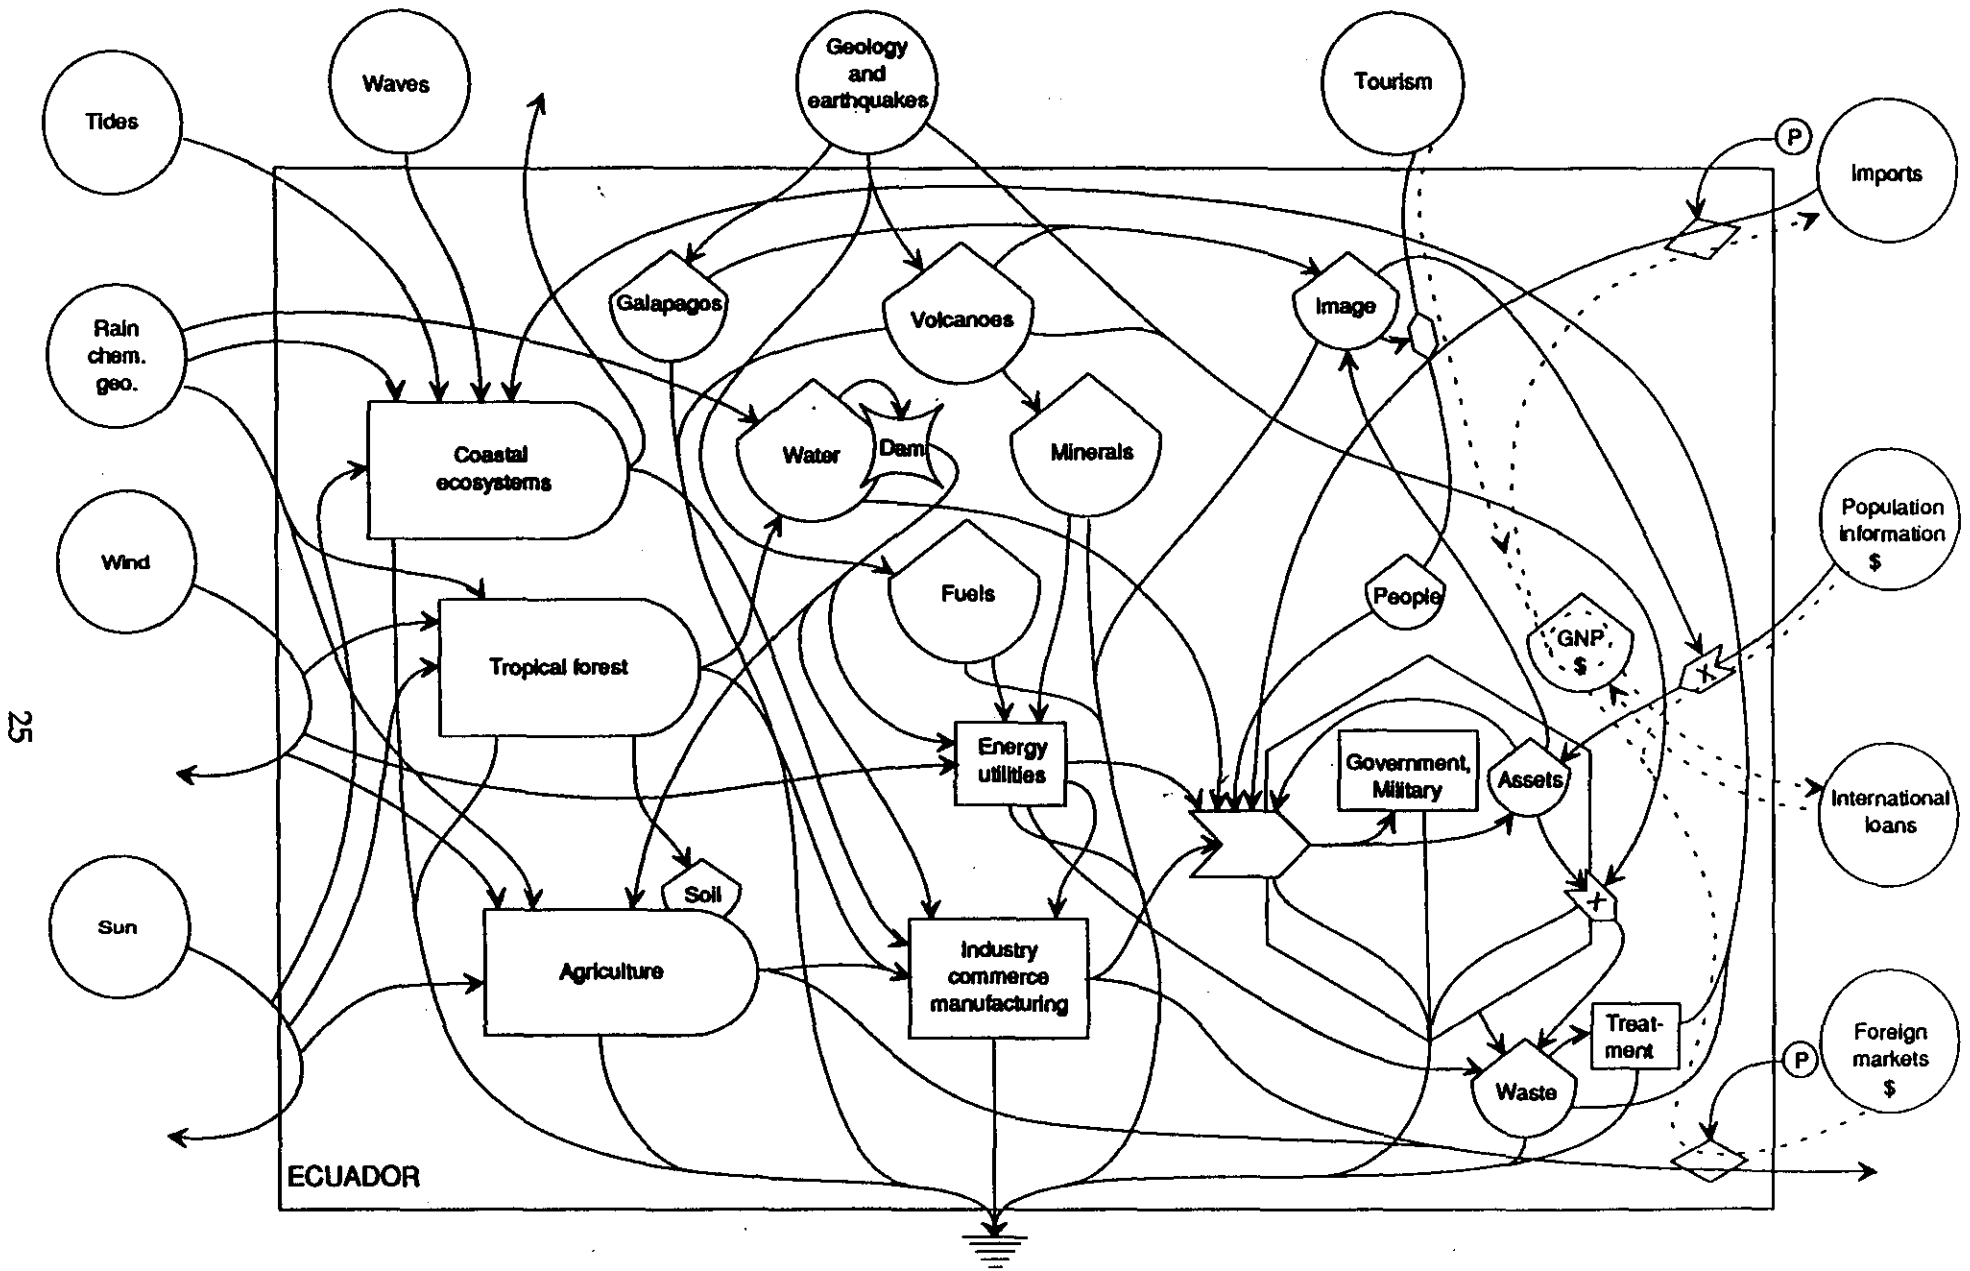 Tides
Waves
Geology
and
earthquakes
Tourism
P
Imports
Rain
chem.
geo.
Galapagos
Volcanoes
Image
Coastal
ecosystems
Water
Dam
Minerals
Population
information
$
Wind
Fuels
People
GNP
$
Tropical forest
X
25
Energy
utilities
Government,
Military
Assets
International
loans
Sun
Soil
X
Agriculture
Industry
commerce
manufacturing
Treat-
ment
Waste
P
Foreign
markets
$
ECUADOR